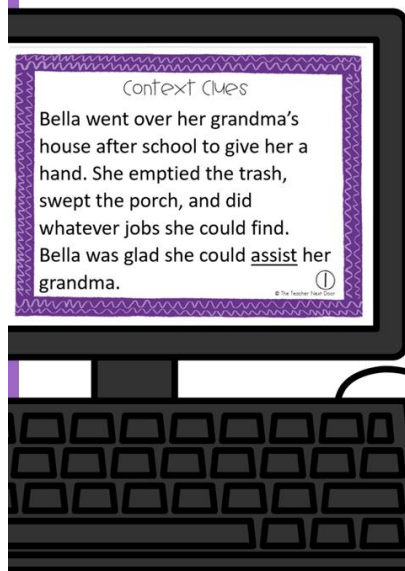 Context Clues
Bella went over her grandma's
house after school to give her a
hand. She emptied the trash,
swept the porch, and did
whatever jobs she could find.
Bella was glad she could assist her
grandma.
1
© The Teacher Next Door